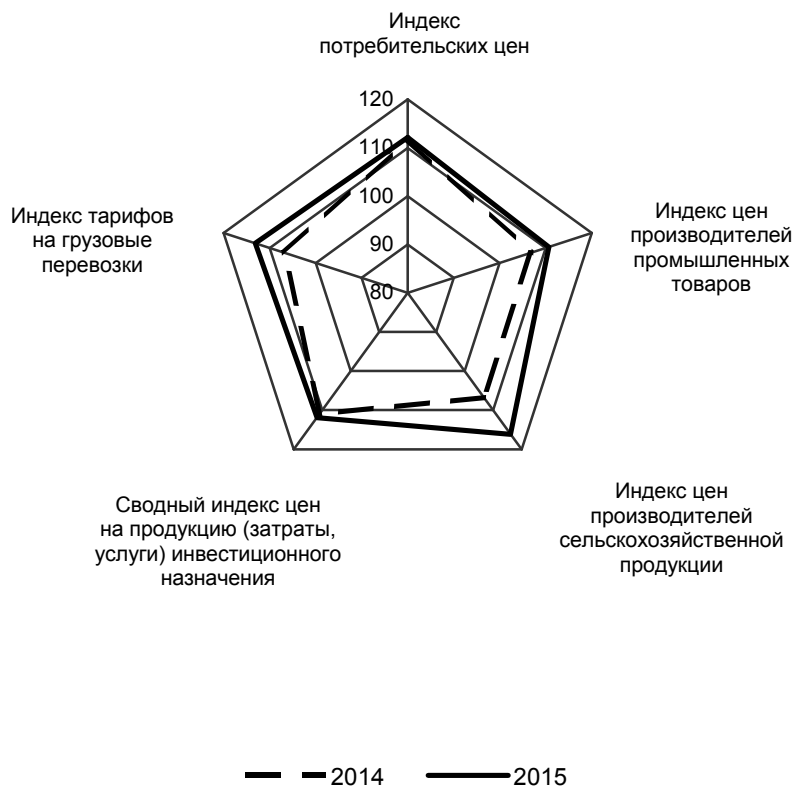 Индекс
потребительских цен
120
110
100
90
80
Индекс тарифов
на грузовые
перевозки
Индекс цен
производителей
промышленных
товаров
Сводный индекс цен
на продукцию (затраты,
услуги) инвестиционного
назначения
Индекс цен
производителей
сельскохозяйственной
продукции
2014
2015